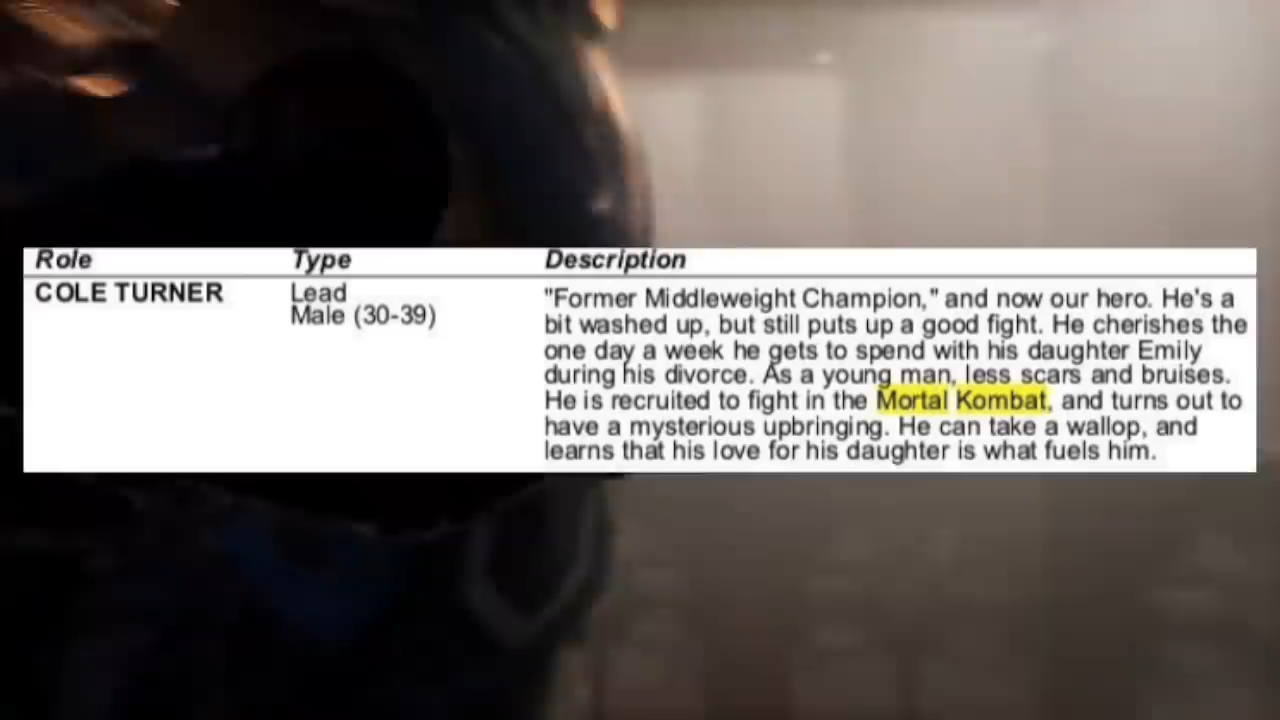 Role Type Description
COLE TURNER Lead "Former Middleweight Champion," and now our hero. He's a
Male (30-39) bit washed up, but still puts up a good fight. He cherishes the
one day a week he gets to spend with his daughter Emily
during his divorce. As a young man, less scars and bruises.
He is recruited to fight in the Mortal Kombat, and turns out to
have a mysterious upbringing. He can take a wallop, and
learns that his love for his daughter is what fuels him.